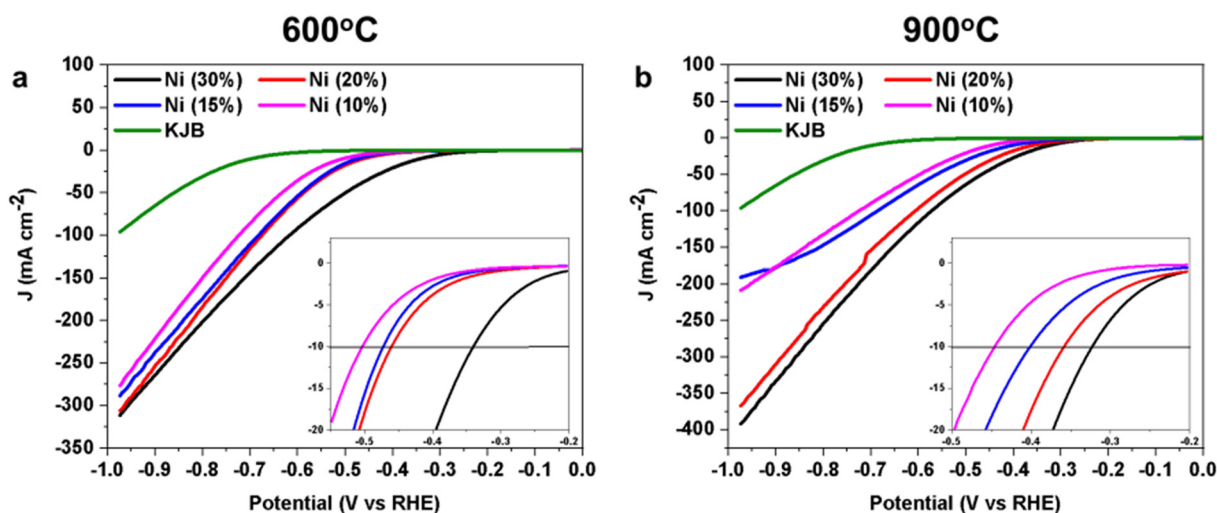 600°C
a
Ni (30%) Ni (20%)
Ni (15%) Ni (10%)
KJB
J (mA cm-2)
100
50
0
-50
-100
-150
-200
-250
-300
-350
-1.0 -0.9 -0.8 -0.7 -0.6 -0.5 -0.4 -0.3 -0.2 -0.1 0.0
Potential (V vs RHE)
0
-5
-10
-15
-20
-0.5 -0.4 -0.3 -0.2
900°C
b
Ni (30%) Ni (20%)
Ni (15%) Ni (10%)
KJB
J (mA cm-2)
100
50
0
-50
-100
-150
-200
-250
-300
-350
-400
-1.0 -0.9 -0.8 -0.7 -0.6 -0.5 -0.4 -0.3 -0.2 -0.1 0.0
Potential (V vs RHE)
0
-5
-10
-15
-20
-0.5 -0.4 -0.3 -0.2